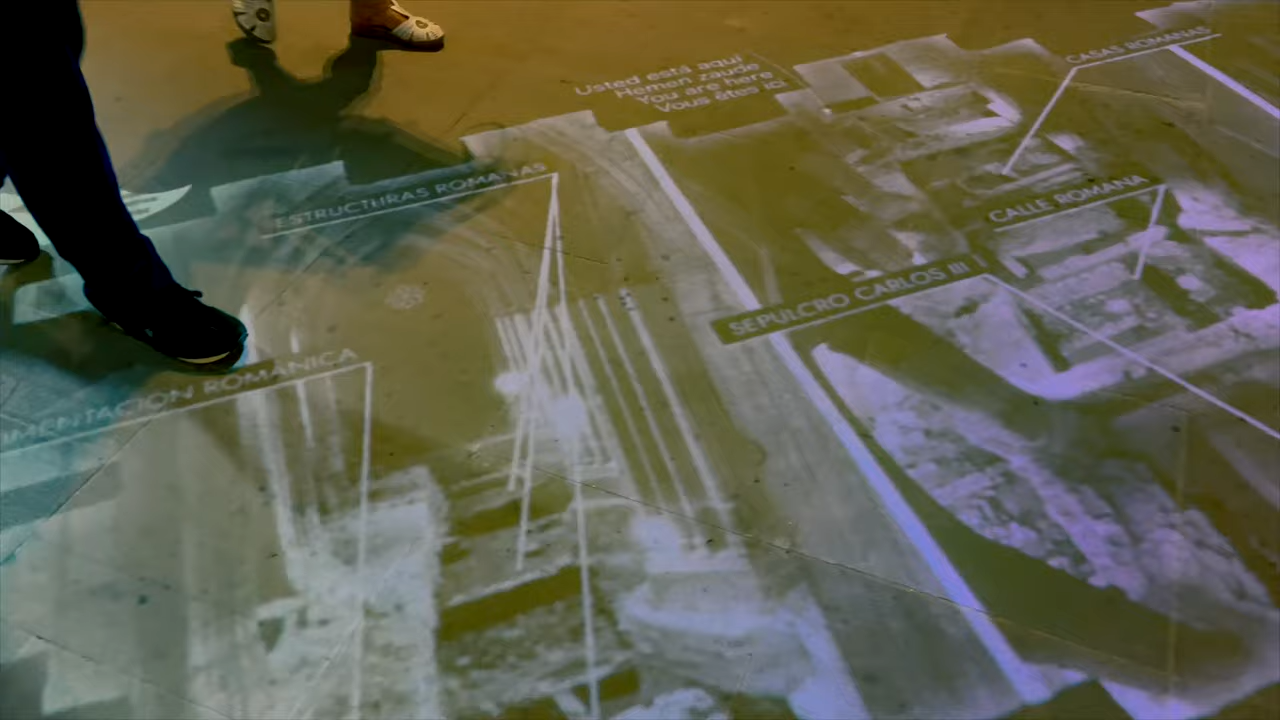 Usted está aquí
Hemen zaude
You are here
Vous êtes ici
CASAS ROMANAS
ESTRUCTURAS ROMANAS
CALLE ROMANA
SEPULCRO CARLOS III
ROMÁNICA